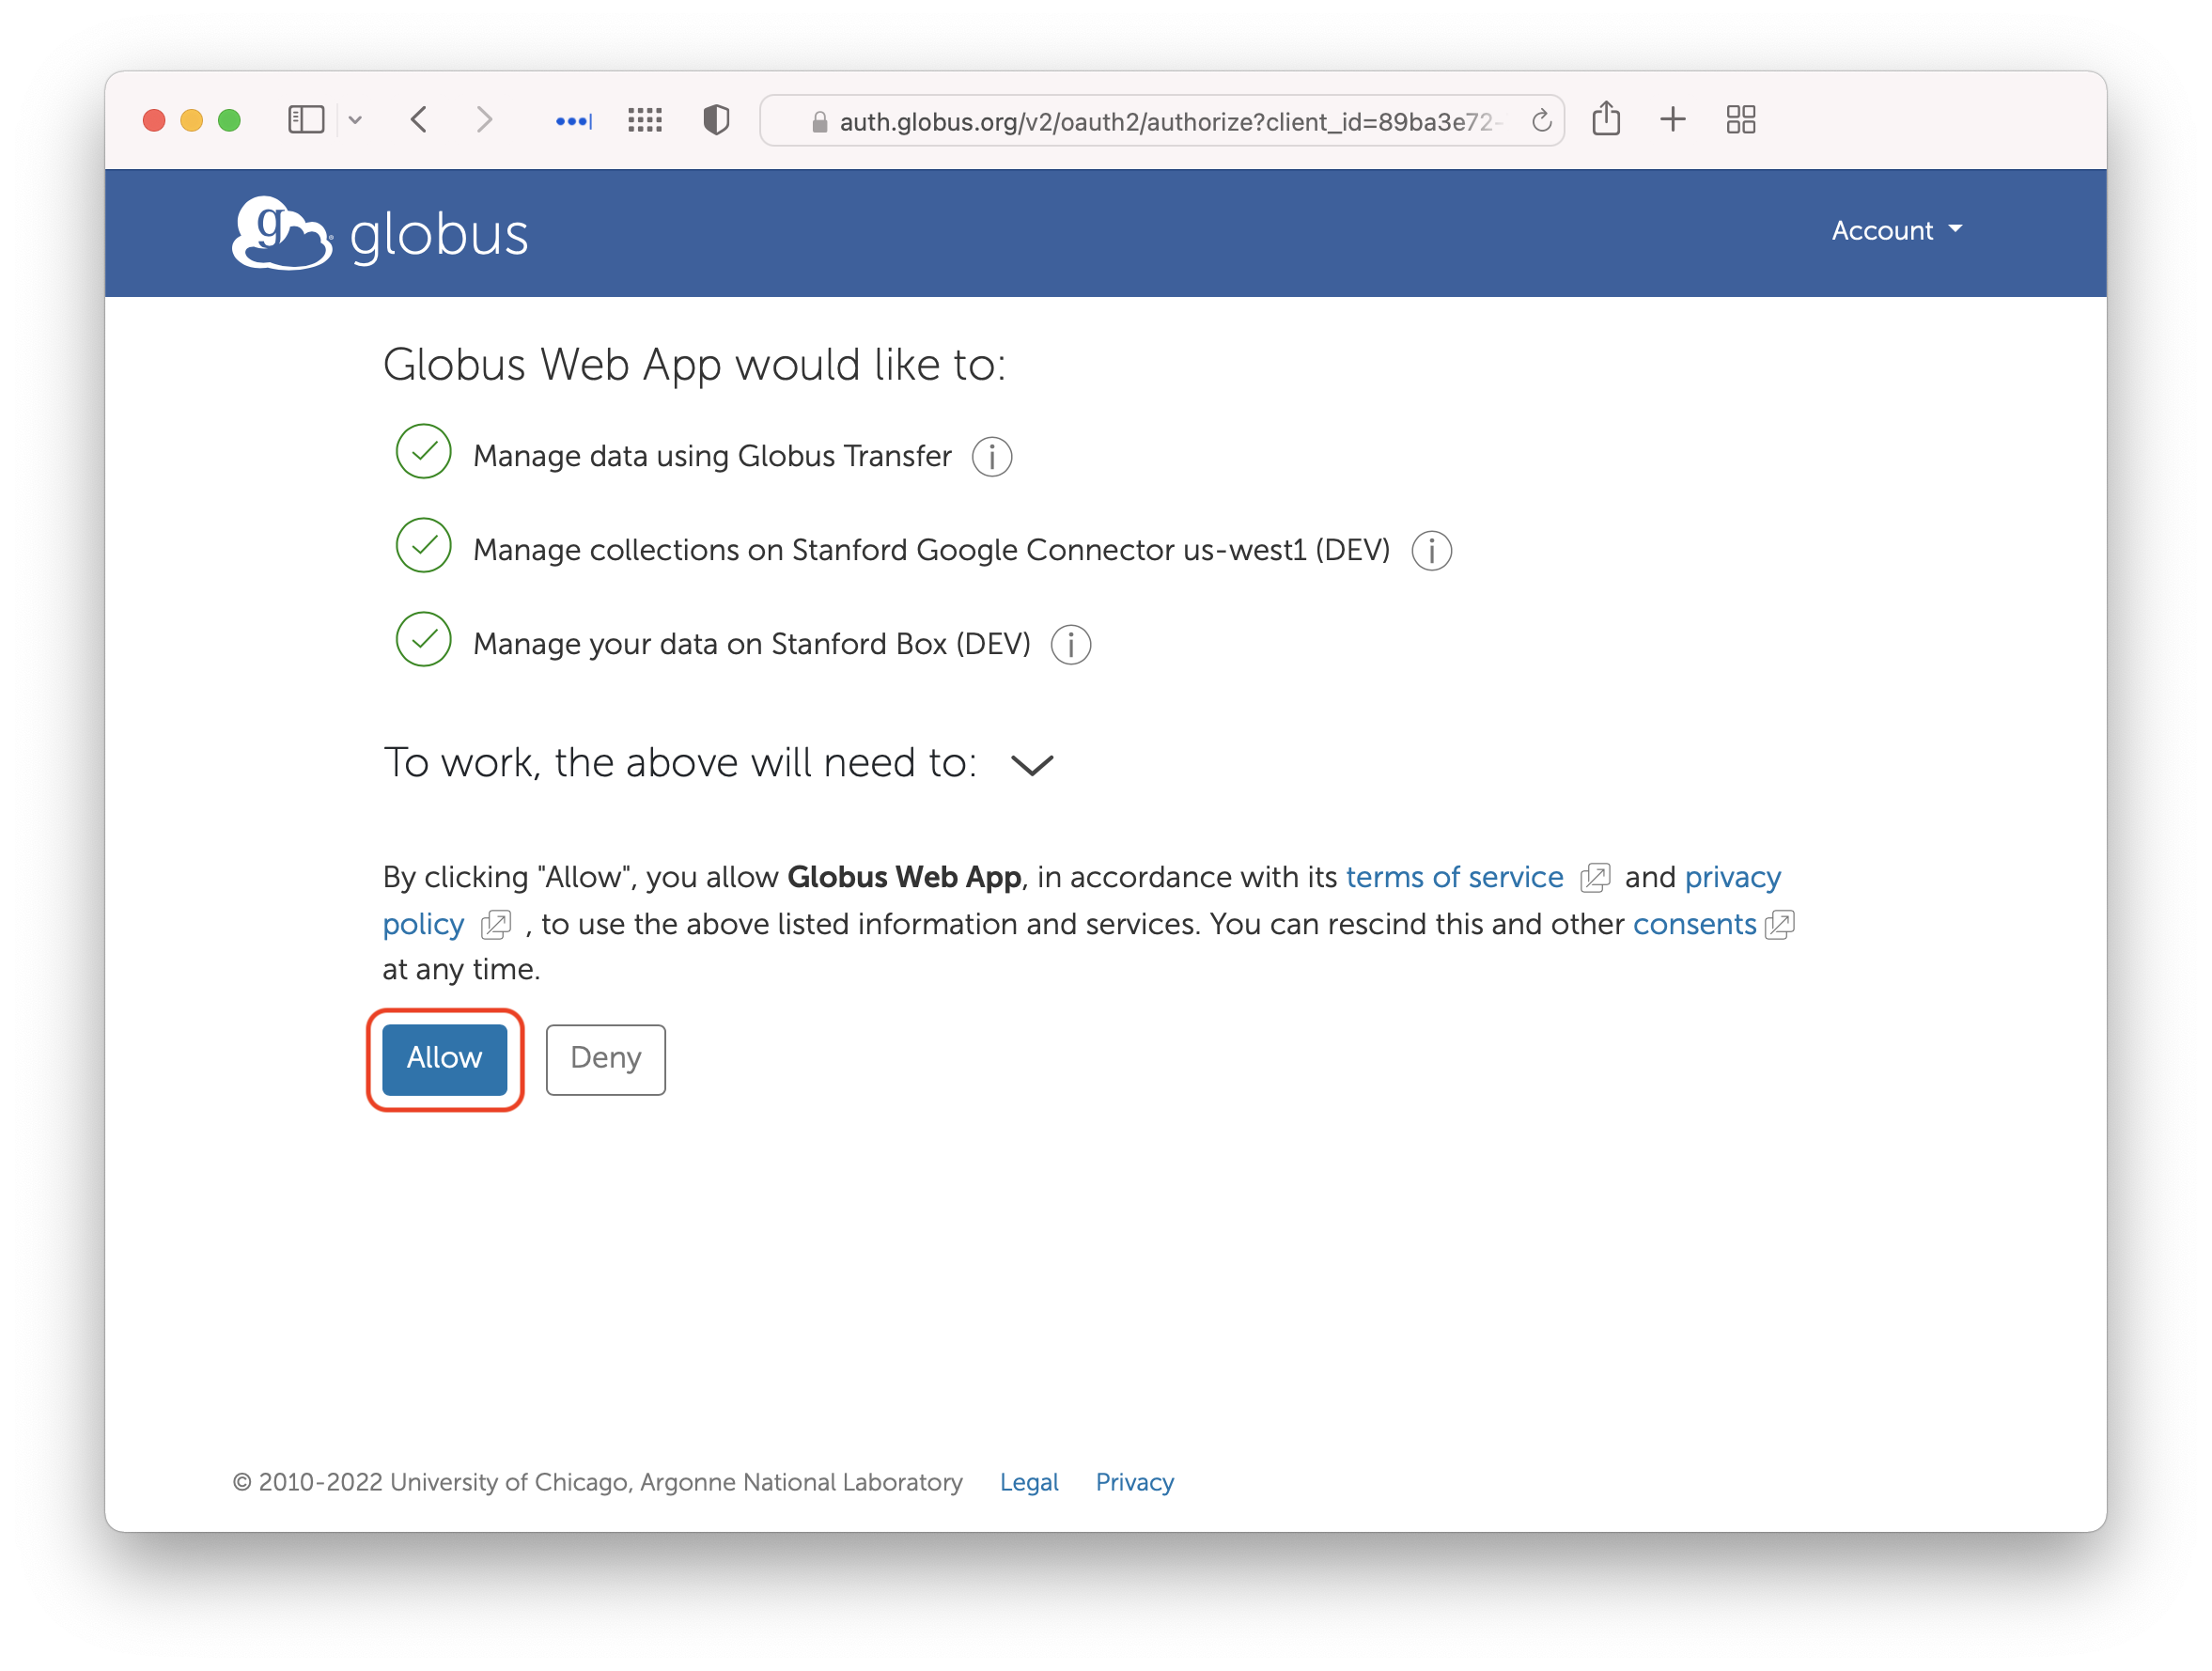 auth.globus.org/v2/oauth2/authorize?client_id=89ba3e72-
g globus
Account
Globus Web App would like to:
Manage data using Globus Transfer
Manage collections on Stanford Google Connector us-west1 (DEV)
Manage your data on Stanford Box (DEV)
To work, the above will need to:
By clicking "Allow", you allow Globus Web App, in accordance with its terms of service and privacy
policy , to use the above listed information and services. You can rescind this and other consents
at any time.
Allow Deny
© 2010-2022 University of Chicago, Argonne National Laboratory Legal Privacy